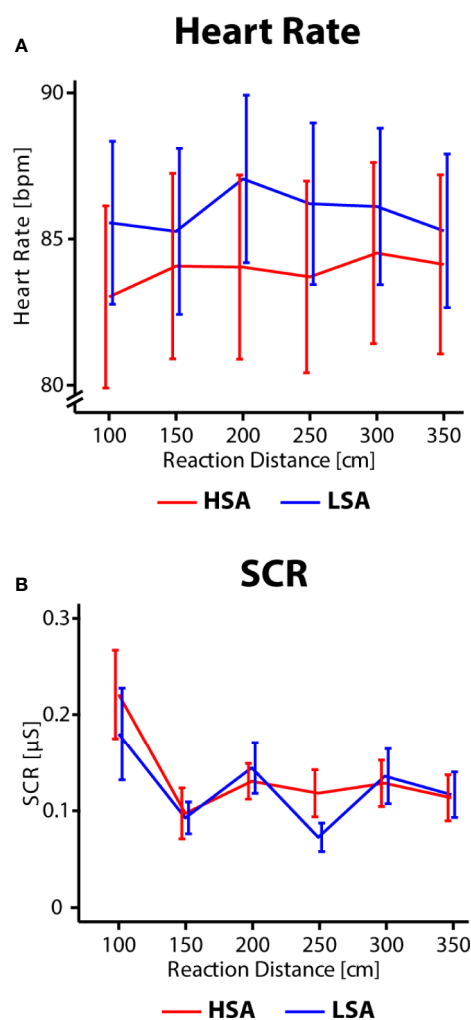 A
Heart Rate
Heart Rate [bpm]
90
85
80
100 150 200 250 300 350
Reaction Distance [cm]
HSA LSA
B
SCR
SCR [µS]
0.3
0.2
0.1
0
100 150 200 250 300 350
Reaction Distance [cm]
HSA LSA